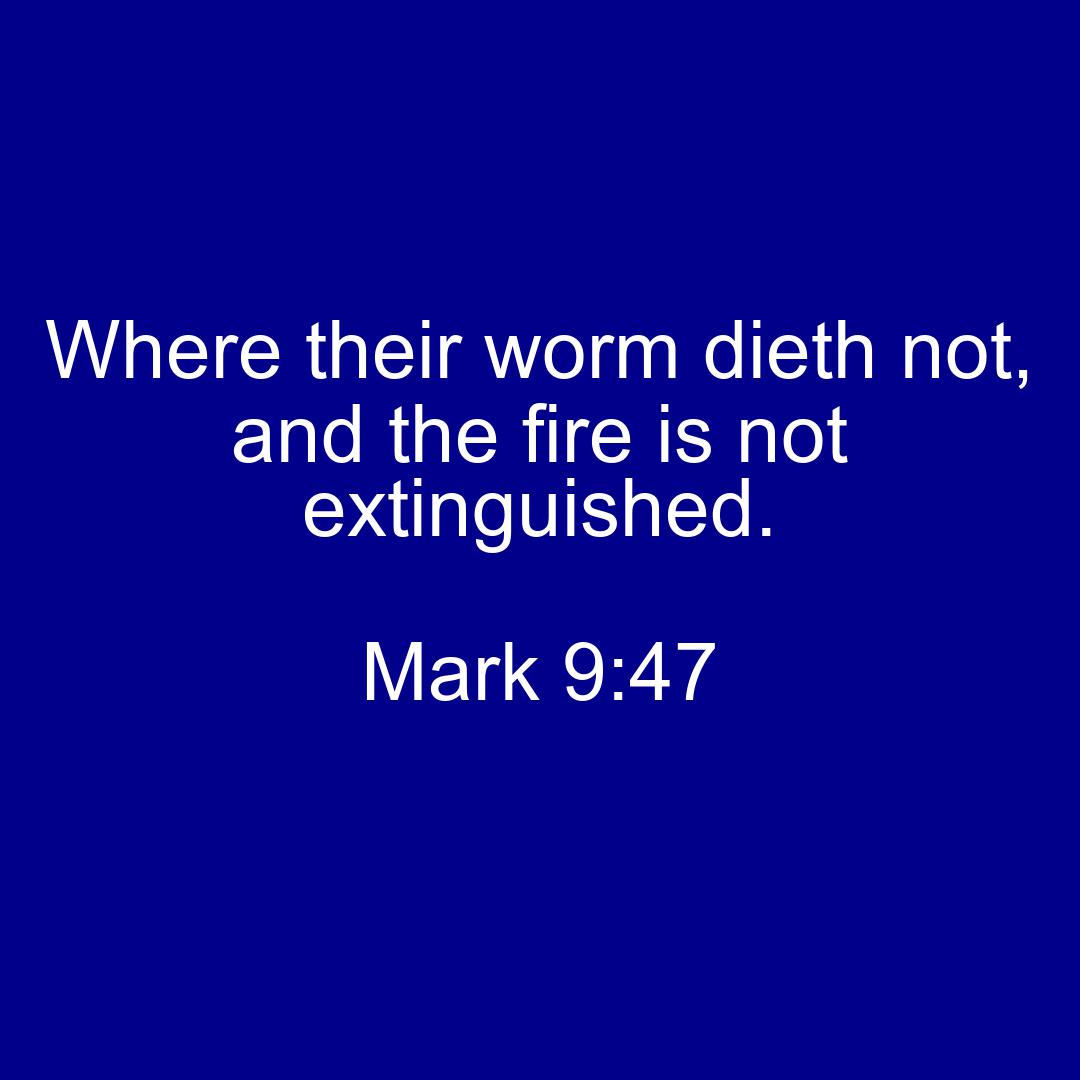 Where their worm dieth not,
and the fire is not
extinguished.
Mark 9:47